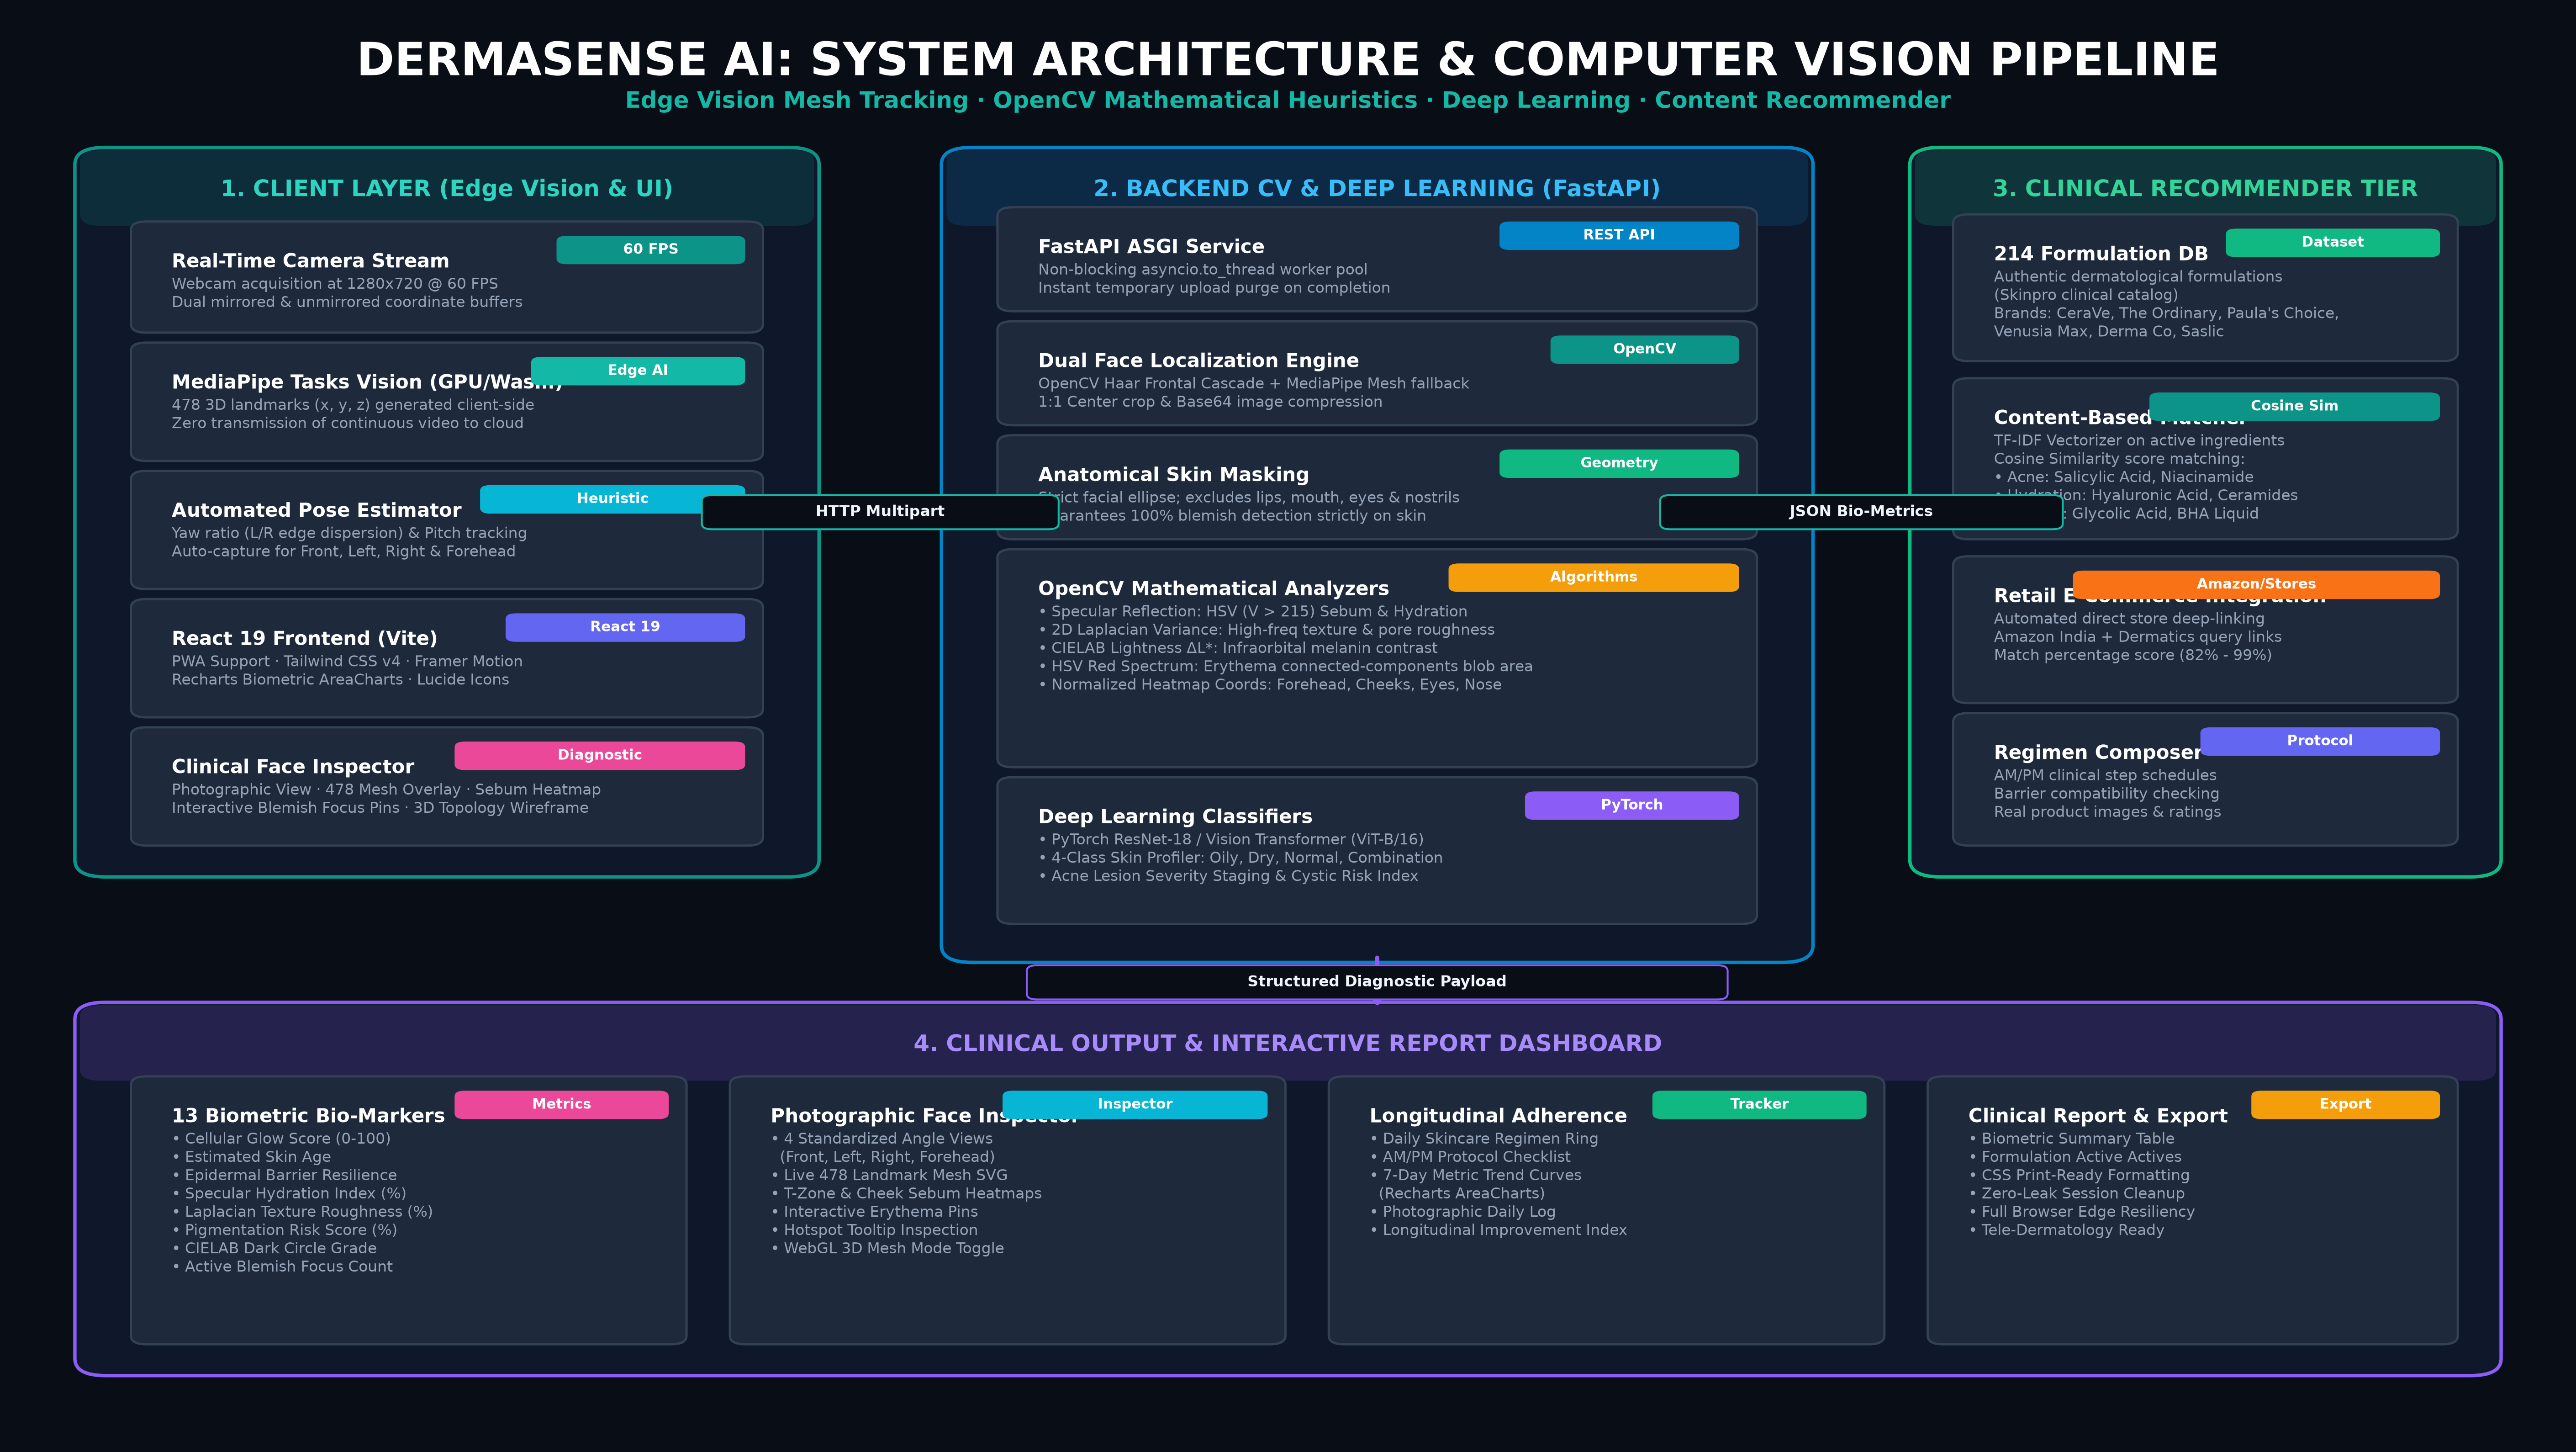 DERMASENSE AI: SYSTEM ARCHITECTURE & COMPUTER VISION PIPELINE
Edge Vision Mesh Tracking · OpenCV Mathematical Heuristics · Deep Learning · Content Recommender
1. CLIENT LAYER (Edge Vision & UI)
60 FPS
Real-Time Camera Stream
Webcam acquisition at 1280x720 @ 60 FPS
Dual mirrored & unmirrored coordinate buffers
Edge AI
MediaPipe Tasks Vision (GPU/Wasm)
478 3D landmarks (x, y, z) generated client-side
Zero transmission of continuous video to cloud
Heuristic
Automated Pose Estimator
Yaw ratio (L/R edge dispersion) & Pitch tracking
Auto-capture for Front, Left, Right & Forehead
React 19
React 19 Frontend (Vite)
PWA Support · Tailwind CSS v4 · Framer Motion
Recharts Biometric AreaCharts · Lucide Icons
Diagnostic
Clinical Face Inspector
Photographic View · 478 Mesh Overlay · Sebum Heatmap
Interactive Blemish Focus Pins · 3D Topology Wireframe
HTTP Multipart
2. BACKEND CV & DEEP LEARNING (FastAPI)
REST API
FastAPI ASGI Service
Non-blocking asyncio.to_thread worker pool
Instant temporary upload purge on completion
OpenCV
Dual Face Localization Engine
OpenCV Haar Frontal Cascade + MediaPipe Mesh fallback
1:1 Center crop & Base64 image compression
Geometry
Anatomical Skin Masking
Strict facial ellipse; excludes lips, mouth, eyes & nostrils
100% blemish detection strictly on skin
Algorithms
OpenCV Mathematical Analyzers
• Specular Reflection: HSV (V > 215) Sebum & Hydration
• 2D Laplacian Variance: High-freq texture & pore roughness
• CIELAB Lightness ΔL*: Infraorbital melanin contrast
• HSV Red Spectrum: Erythema connected-components blob area
• Normalized Heatmap Coords: Forehead, Cheeks, Eyes, Nose
PyTorch
Deep Learning Classifiers
• PyTorch ResNet-18 / Vision Transformer (ViT-B/16)
• 4-Class Skin Profiler: Oily, Dry, Normal, Combination
• Acne Lesion Severity Staging & Cystic Risk Index
JSON Bio-Metrics
3. CLINICAL RECOMMENDER TIER
Dataset
214 Formulation DB
Authentic dermatological formulations
(Skinpro clinical catalog)
Brands: CeraVe, The Ordinary, Paula's Choice,
Venusia Max, Derma Co, Saslic
Cosine Sim
Content-Based Matcher
TF-IDF Vectorizer on active ingredients
Cosine Similarity score matching:
• Acne: Salicylic Acid, Niacinamide
• Hydration: Hyaluronic Acid, Ceramides
: Glycolic Acid, BHA Liquid
Amazon/Stores
Retail E-Commerce Integration
Automated direct store deep-linking
Amazon India + Dermatics query links
Match percentage score (82% - 99%)
Protocol
Regimen Composer
AM/PM clinical step schedules
Barrier compatibility checking
Real product images & ratings
Structured Diagnostic Payload
4. CLINICAL OUTPUT & INTERACTIVE REPORT DASHBOARD
Metrics
13 Biometric Bio-Markers
• Cellular Glow Score (0-100)
• Estimated Skin Age
• Epidermal Barrier Resilience
• Specular Hydration Index (%)
• Laplacian Texture Roughness (%)
• Pigmentation Risk Score (%)
• CIELAB Dark Circle Grade
• Active Blemish Focus Count
Inspector
Photographic Face Inspector
• 4 Standardized Angle Views
(Front, Left, Right, Forehead)
• Live 478 Landmark Mesh SVG
• T-Zone & Cheek Sebum Heatmaps
• Interactive Erythema Pins
• Hotspot Tooltip Inspection
• WebGL 3D Mesh Mode Toggle
Tracker
Longitudinal Adherence
• Daily Skincare Regimen Ring
• AM/PM Protocol Checklist
• 7-Day Metric Trend Curves
(Recharts AreaCharts)
• Photographic Daily Log
• Longitudinal Improvement Index
Export
Clinical Report & Export
• Biometric Summary Table
• Formulation Active Actives
• CSS Print-Ready Formatting
• Zero-Leak Session Cleanup
• Full Browser Edge Resiliency
• Tele-Dermatology Ready